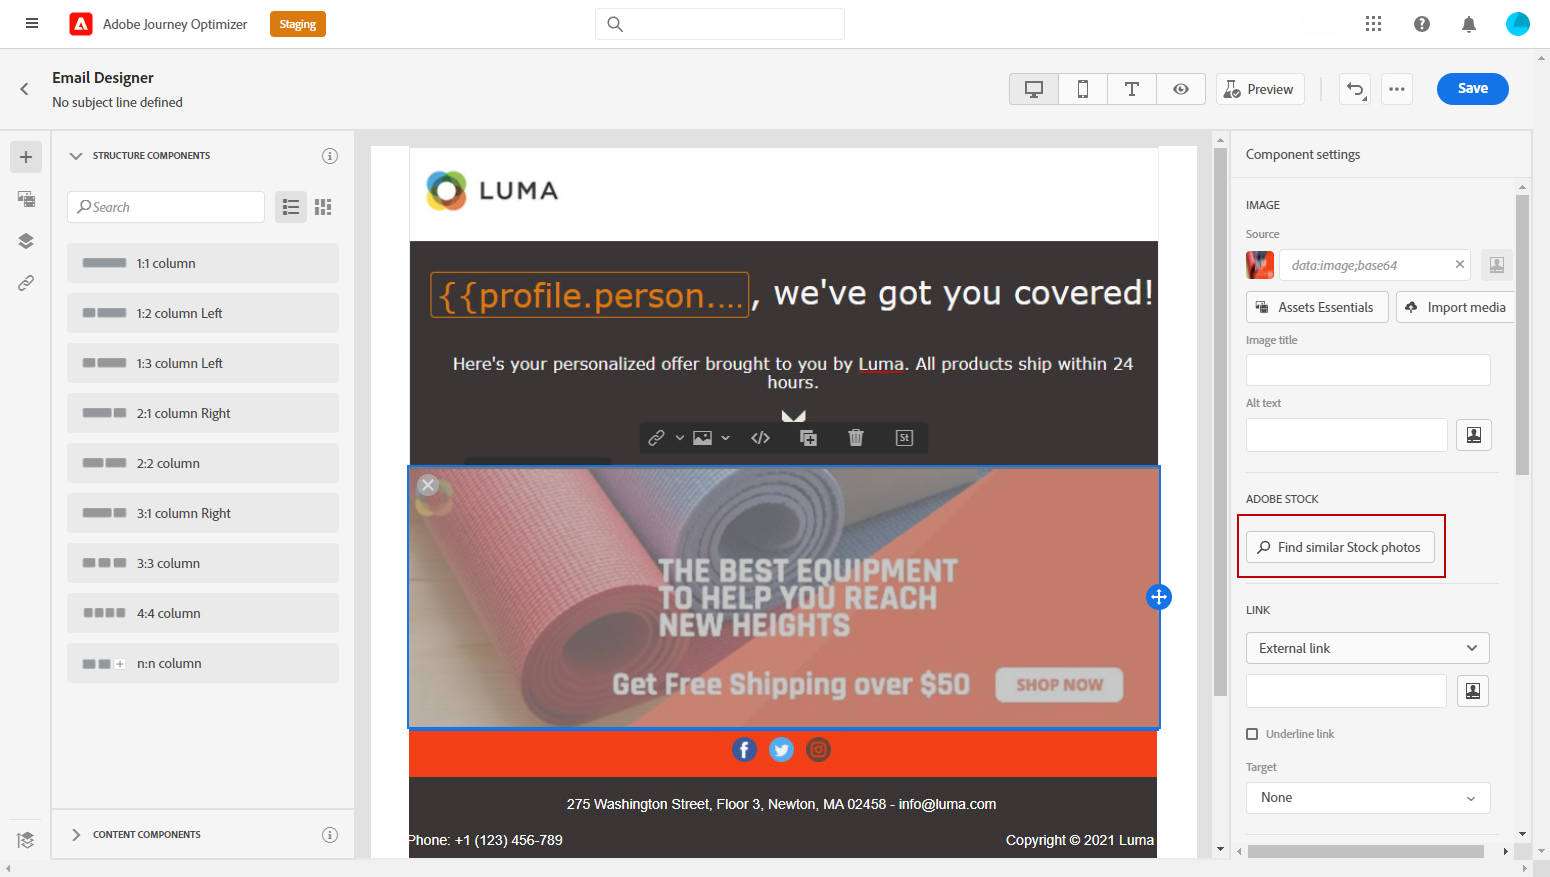 Adobe Journey Optimizer
Staging
Email Designer
No subject line defined
Preview
Save
STRUCTURE COMPONENTS
Search
1:1 column
1:2 column Left
1:3 column Left
2:1 column Right
2:2 column
3:1 column Right
3:3 column
4:4 column
n:n column
CONTENT COMPONENTS
LUMA
{{profile.person...., we've got you covered!
Here's your personalized offer brought to you by Luma. All products ship within 24
hours.
St
THE BEST EQUIPMENT
TO HELP YOU REACH
NEW HEIGHTS
Get Free Shipping over $50
SHOP NOW
275 Washington Street, Floor 3, Newton, MA 02458 - info@luma.com
Phone: +1 (123) 456-789
Copyright © 2021 Luma
Component settings
IMAGE
Source
data:image;base64
Assets Essentials
Import media
Image title
Alt text
ADOBE STOCK
Find similar Stock photos
LINK
External link
Underline link
Target
None